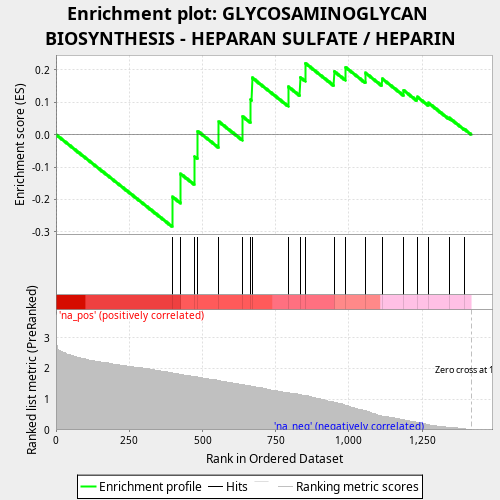 Enrichment plot: GLYCOSAMINOGLYCAN
BIOSYNTHESIS - HEPARAN SULFATE / HEPARIN
Enrichment score (ES)
0.2
0.1
0.0
-0.1
-0.2
-0.3
'na_pos' (positively correlated)
Ranked list metric (PreRanked)
3
2
1
0
Zero cross at 1
'na_neg' (negatively correlated)
0 250 500 750 1,000 1,250
Rank in Ordered Dataset
Enrichment profile Hits Ranking metric scores